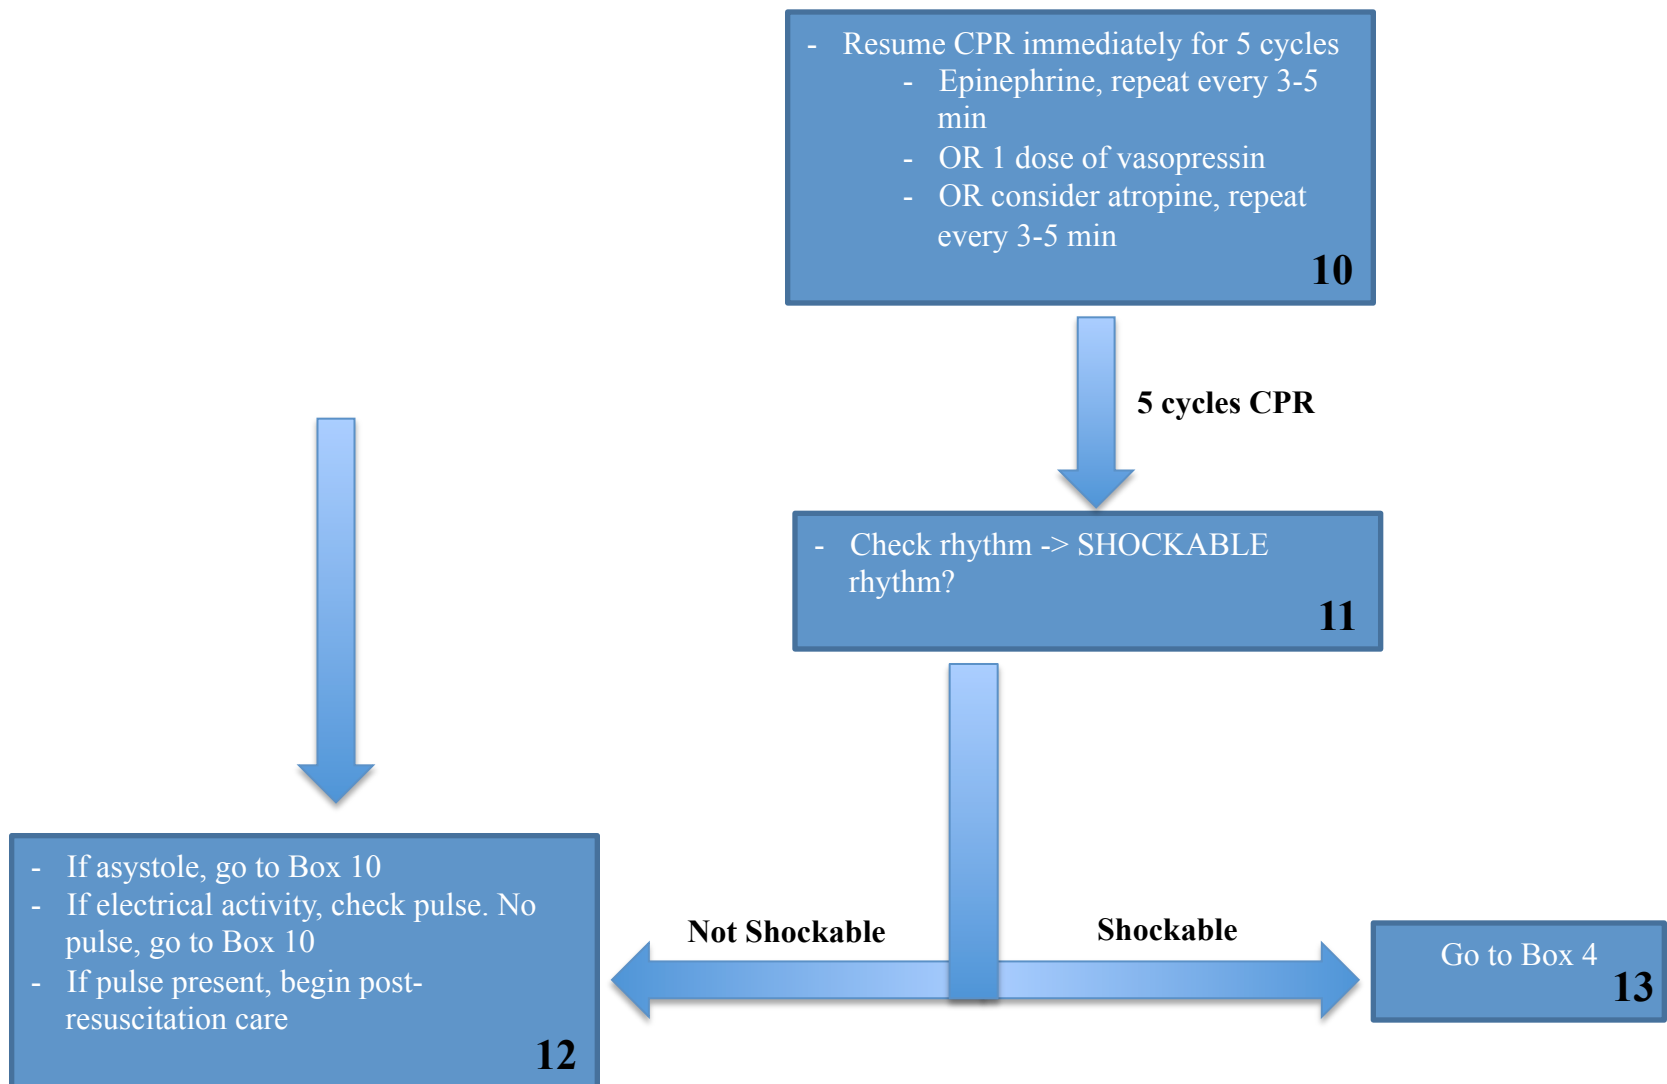 - Resume CPR immediately for 5 cycles
- Epinephrine, repeat every 3-5
min
- OR 1 dose of vasopressin
- OR consider atropine, repeat
every 3-5 min
10
5 cycles CPR
- Check rhythm -> SHOCKABLE
rhythm?
11
- If asystole, go to Box 10
- If electrical activity, check pulse. No
pulse, go to Box 10
- If pulse present, begin post-
resuscitation care
12
Not Shockable
Shockable
Go to Box 4
13